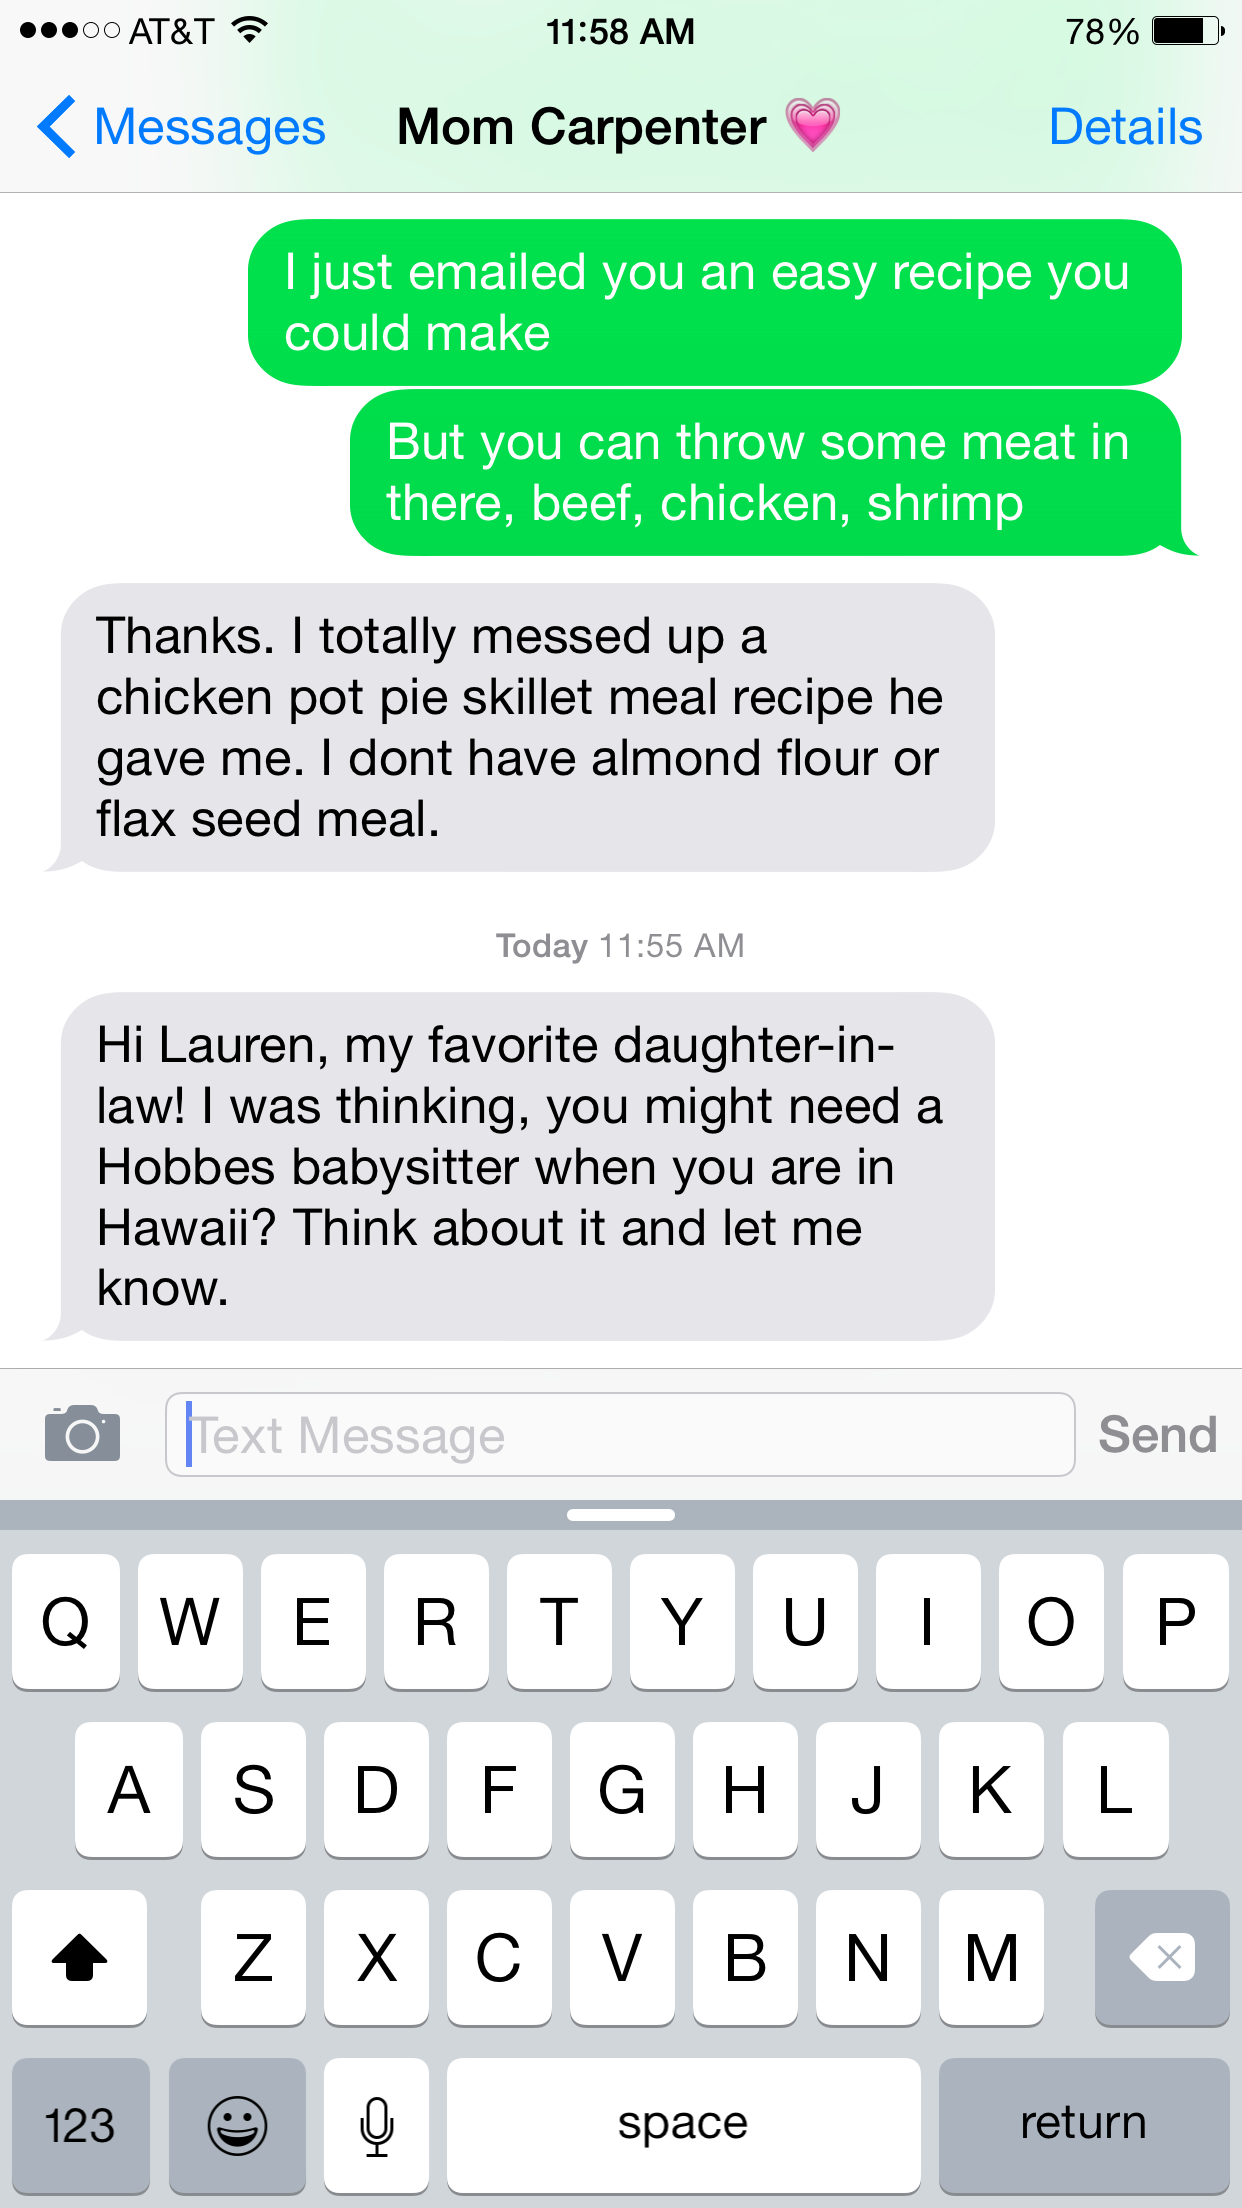 AT&T 11:58 AM 78%
Messages Mom Carpenter Details
I just emailed you an easy recipe you
could make
But you can throw some meat in
there, beef, chicken, shrimp
Thanks. I totally messed up a
chicken pot pie skillet meal recipe he
gave me. I dont have almond flour or
flax seed meal.
Today 11:55 AM
Hi Lauren, my favorite daughter-in-
law! I was thinking, you might need a
Hobbes babysitter when you are in
Hawaii? Think about it and let me
know.
Text Message Send
Q W E R T Y U I O P
A S D F G H J K L
Z X C V B N M
123 space return